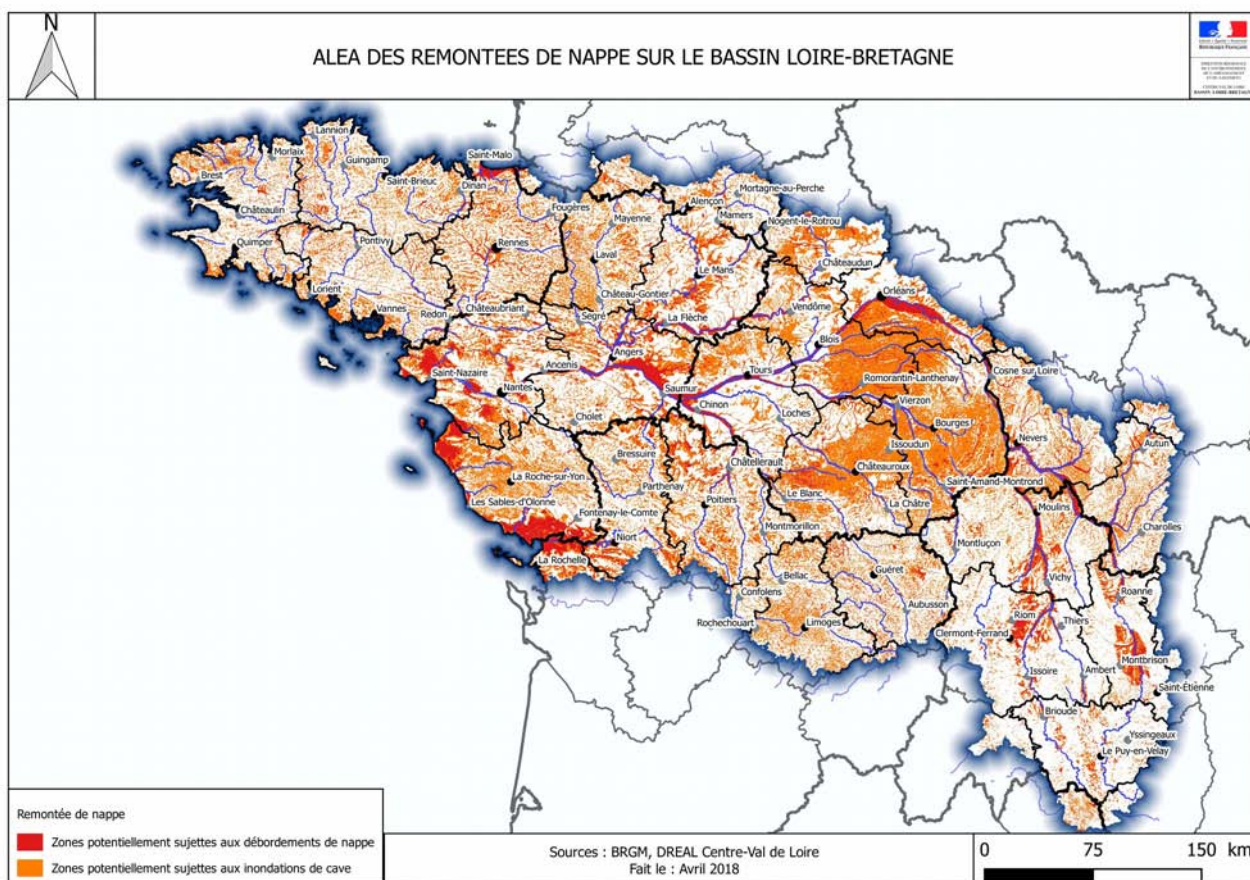 N
ALEA DES REMONTEES DE NAPPE SUR LE BASSIN LOIRE-BRETAGNE
BASSIN LOIRE-BRETAGNE
Lannion
Morlaix
Guingamp
Saint-Malo
Brest
Saint-Brieuc
Dinan
Mortagne-au-Perche
Alençon
Mamers
Fougères
Mayenne
Nogent-le-Rotrou
Châteaulin
Quimper
Pontivy
Rennes
Laval
Le Mans
Châteaudun
Lorient
Vannes
Redon
Châteaubriant
Château-Gontier
Segré
La Flèche
Vendôme
Orléans
Angers
Blois
Ancenis
Saint-Nazaire
Nantes
Saumur
Tours
Romorantin-Lanthenay
Cosne sur Loire
Cholet
Chinon
Loches
Vierzon
Bourges
Issoudun
Nevers
Autun
Bressuire
Châtellerault
Châteauroux
La Roche-sur-Yon
Parthenay
Poitiers
Le Blanc
Saint-Amand-Montrond
Les Sables-d'Olonne
Fontenay-le-Comte
La Châtre
Moulins
Niort
Montmorillon
Montluçon
Charolles
La Rochelle
Bellac
Guéret
Vichy
Roanne
Confolens
Aubusson
Riom
Thiers
Rochechouart
Limoges
Clermont-Ferrand
Issoire
Ambert
Montbrison
Saint-Étienne
Brioude
Yssingeaux
Le Puy-en-Velay
Remontée de nappe
Zones potentiellement sujettes aux débordements de nappe
Zones potentiellement sujettes aux inondations de cave
Sources : BRGM, DREAL Centre-Val de Loire
Fait le : Avril 2018
0 75 150 km